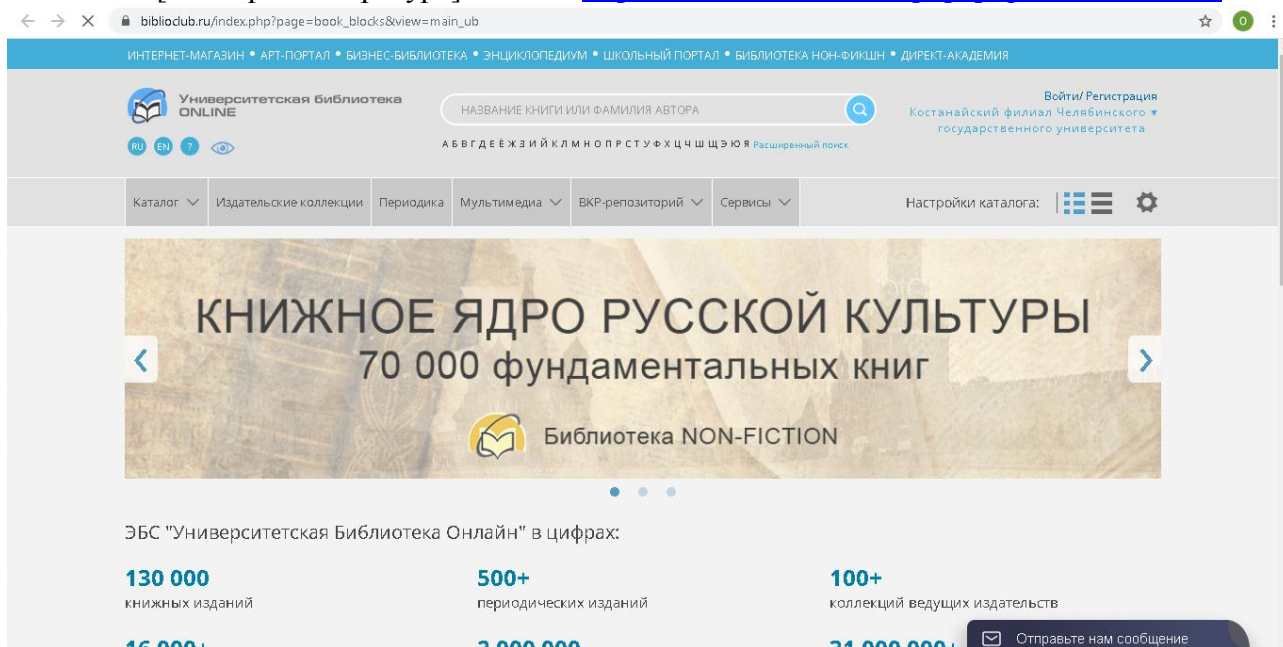 biblioclub.ru/index.php?page=book_blocks&view=main_ub
О
ИНТЕРНЕТ-МАГАЗИН • АРТ-ПОРТАЛ • БИЗНЕС-БИБЛИОТЕКА • ЭНЦИКЛОПЕДИУМ • ШКОЛЬНЫЙ ПОРТАЛ • БИБЛИОТЕКА НОН-ФИКШН • ДИРЕКТ-АКАДЕМИЯ
Университетская библиотека
ONLINE
НАЗВАНИЕ КНИГИ ИЛИ ФАМИЛИЯ АВТОРА
Войти/Регистрация
Костанайский филиал Челябинского
государственного университета
RU EN ?
А Б В Г Д Е Ё Ж З И Й К Л М Н О П Р С Т У Ф Х Ц Ч Ш Щ Э Ю Я Расширенный поиск
Каталог Издательские коллекции Периодика Мультимедиа ВКР-репозиторий Сервисы Настройки каталога:
КНИЖНОЕ ЯДРО РУССКОЙ КУЛЬТУРЫ
70 000 фундаментальных книг
Библиотека NON-FICTION
ЭБС "Университетская Библиотека Онлайн" в цифрах:
130 000 500+ 100+
книжных изданий периодических изданий коллекций ведущих издательств
Отправьте нам сообщение